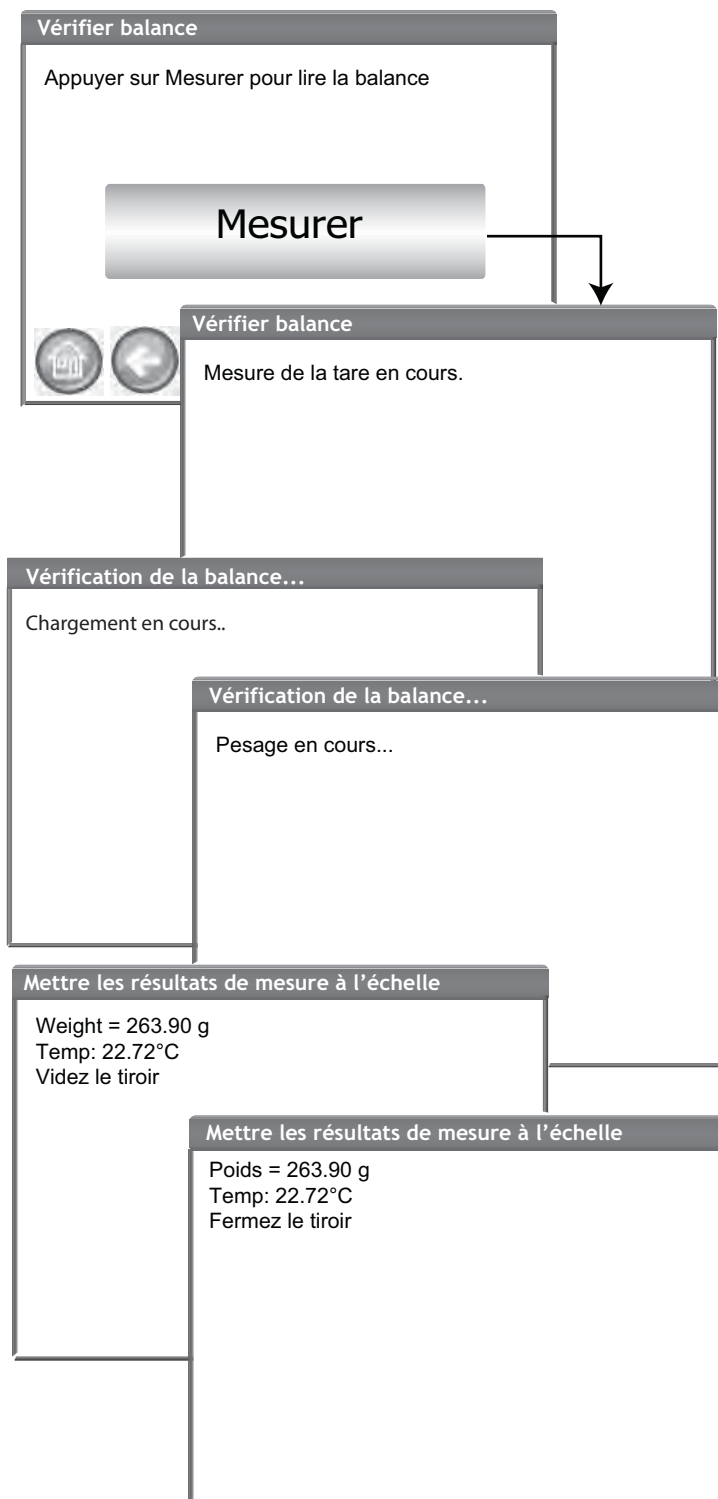 Vérifier balance
Appuyer sur Mesurer pour lire la balance
Mesurer
Vérifier balance
Mesure de la tare en cours.
Vérification de la balance...
Chargement en cours..
Vérification de la balance...
Pesage en cours...
Mettre les résultats de mesure à l’échelle
Weight = 263.90 g
Temp: 22.72°C
Videz le tiroir
Mettre les résultats de mesure à l’échelle
Poids = 263.90 g
Temp: 22.72°C
Fermez le tiroir